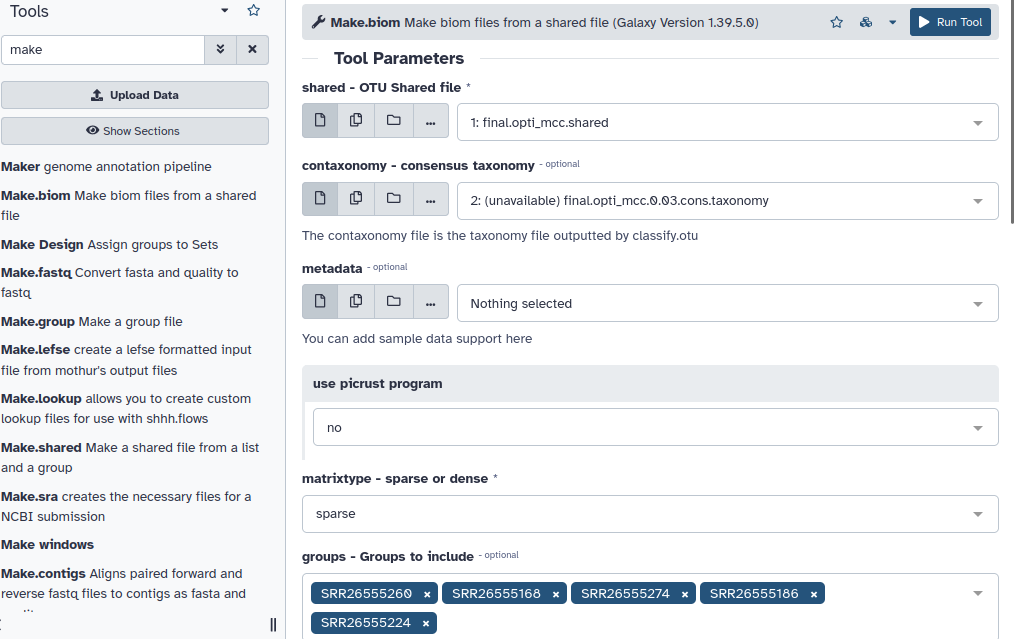 Tools
make
Upload Data
Show Sections
Maker genome annotation pipeline
Make.biom Make biom files from a shared
file
Make Design Assign groups to Sets
Make.fastq Convert fasta and quality to
fastq
Make.group Make a group file
Make.lefse create a lefse formatted input
file from mothur's output files
Make.lookup allows you to create custom
lookup files for use with shhh.flows
Make.shared Make a shared file from a list
and a group
Make.sra creates the necessary files for a
NCBI submission
Make windows
Make.contigs Aligns paired forward and
reverse fastq files to contigs as fasta and
Make.biom Make biom files from a shared file (Galaxy Version 1.39.5.0)
Run Tool
Tool Parameters
shared - OTU Shared file *
...
1: final.opti_mcc.shared
contaxonomy - consensus taxonomy - optional
...
2: (unavailable) final.opti_mcc.0.03.cons.taxonomy
The contaxonomy file is the taxonomy file outputted by classify.otu
metadata - optional
...
Nothing selected
You can add sample data support here
use picrust program
no
matrixtype - sparse or dense *
sparse
groups - Groups to include - optional
SRR26555260 × SRR26555168 × SRR26555274 × SRR26555186 ×
SRR26555224 ×